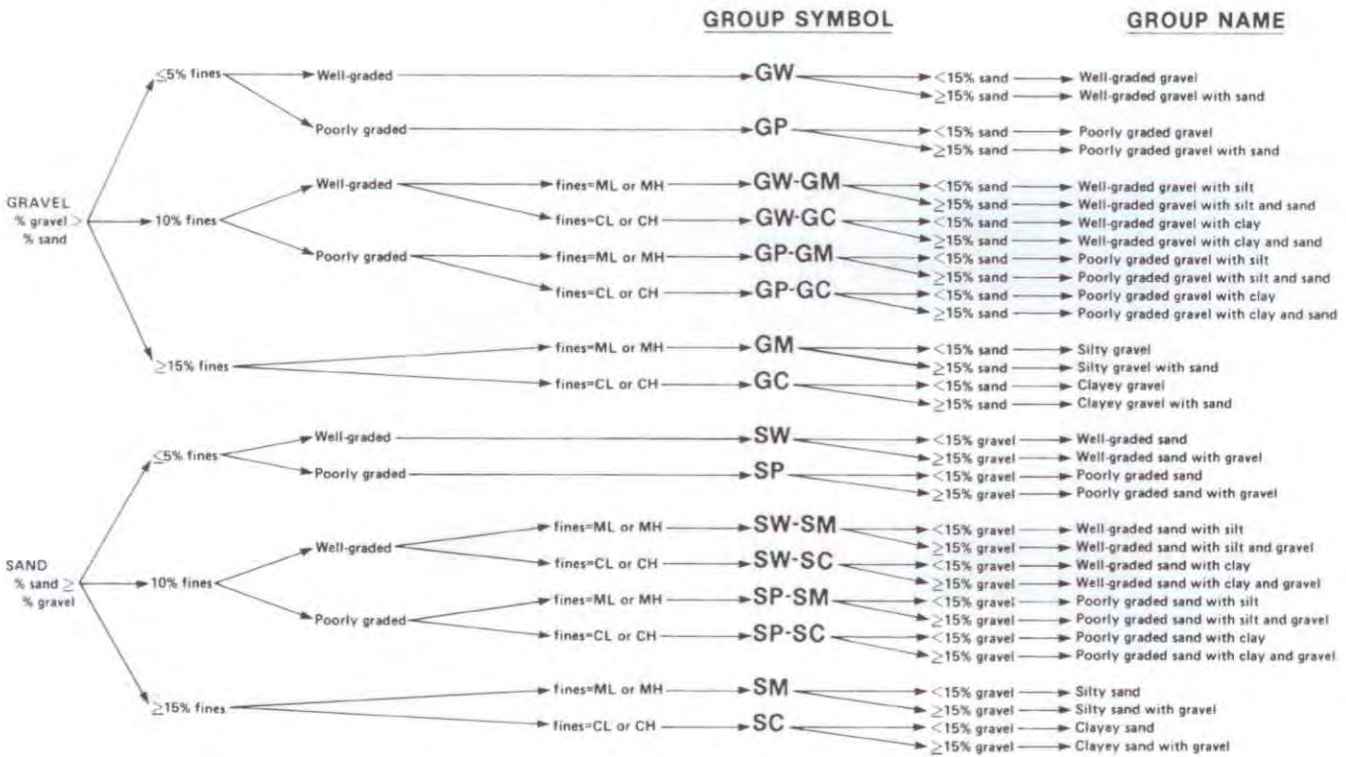 GROUP SYMBOL GROUP NAME
≤5% fines Well-graded GW <15% sand Well-graded gravel
≥15% sand Well-graded gravel with sand
Poorly graded GP <15% sand Poorly graded gravel
≥15% sand Poorly graded gravel with sand
GRAVEL
% gravel >
% sand
10% fines
Well-graded fines=ML or MH GW-GM <15% sand Well-graded gravel with silt
≥15% sand Well-graded gravel with silt and sand
fines=CL or CH GW-GC <15% sand Well-graded gravel with clay
≥15% sand Well-graded gravel with clay and sand
Poorly graded fines=ML or MH GP-GM <15% sand Poorly graded gravel with silt
≥15% sand Poorly graded gravel with silt and sand
fines=CL or CH GP-GC <15% sand Poorly graded gravel with clay
≥15% sand Poorly graded gravel with clay and sand
≥15% fines fines=ML or MH GM <15% sand Silty gravel
≥15% sand Silty gravel with sand
fines=CL or CH GC <15% sand Clayey gravel
≥15% sand Clayey gravel with sand
≤5% fines Well-graded SW <15% gravel Well-graded sand
≥15% gravel Well-graded sand with gravel
Poorly graded SP <15% gravel Poorly graded sand
≥15% gravel Poorly graded sand with gravel
SAND
% sand ≥
% gravel
10% fines
Well-graded fines=ML or MH SW-SM <15% gravel Well-graded sand with silt
≥15% gravel Well-graded sand with silt and gravel
fines=CL or CH SW-SC <15% gravel Well-graded sand with clay
≥15% gravel Well-graded sand with clay and gravel
Poorly graded fines=ML or MH SP-SM <15% gravel Poorly graded sand with silt
≥15% gravel Poorly graded sand with silt and gravel
fines=CL or CH SP-SC <15% gravel Poorly graded sand with clay
≥15% gravel Poorly graded sand with clay and gravel
≥15% fines fines=ML or MH SM <15% gravel Silty sand
≥15% gravel Silty sand with gravel
fines=CL or CH SC <15% gravel Clayey sand
≥15% gravel Clayey sand with gravel